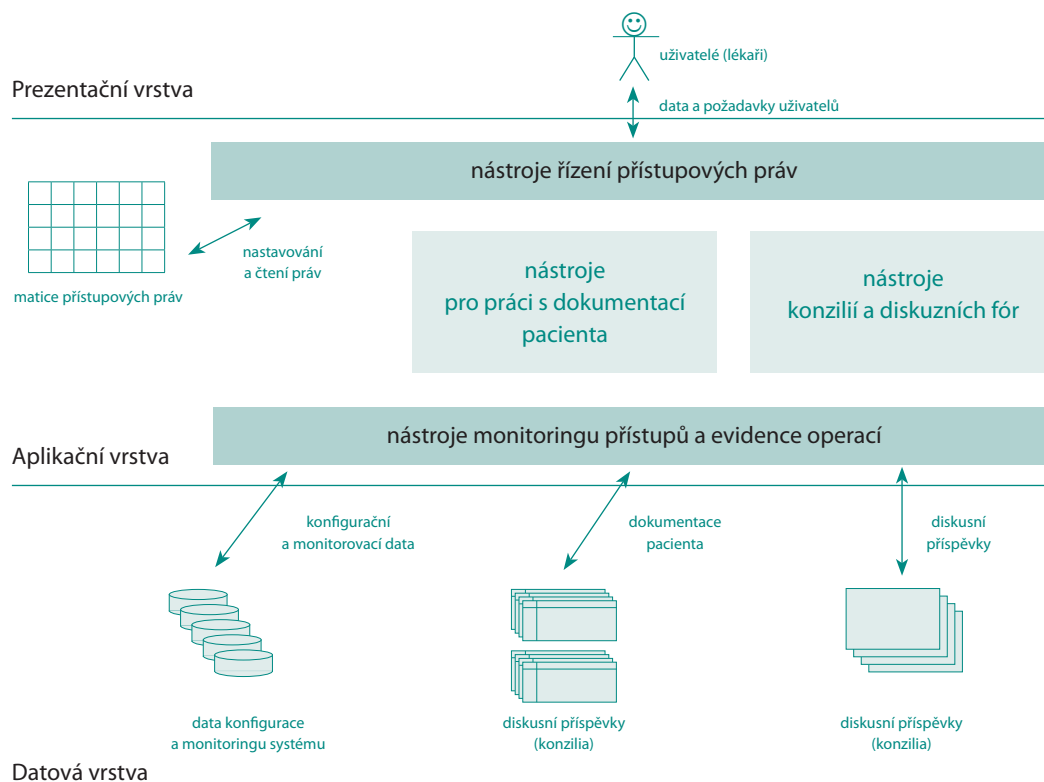 uživatelé (lékaři)
Prezentační vrstva
data a požadavky uživatelů
nástroje řízení přístupových práv
nastavování
a čtení práv
matice přístupových práv
nástroje
pro práci s dokumentací
pacienta
nástroje
konzilií a diskuzních fór
nástroje monitoringu přístupů a evidence operací
Aplikační vrstva
konfigurační
a monitorovací data
dokumentace
pacienta
diskusní
příspěvky
data konfigurace
a monitoringu systému
diskusní příspěvky
(konzilia)
diskusní příspěvky
(konzilia)
Datová vrstva